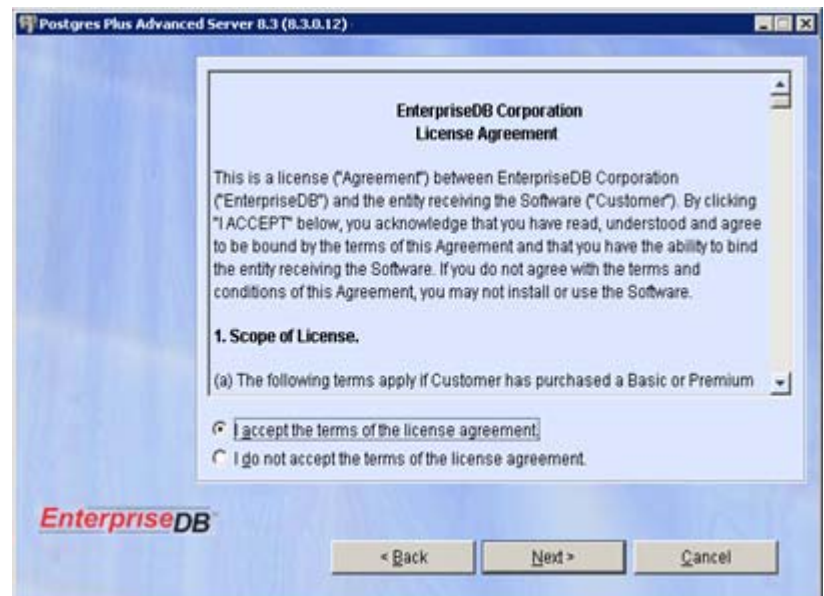 Postgres Plus Advanced Server 8.3 (8.3.0.12)
EnterpriseDB Corporation
License Agreement
This is a license ("Agreement") between EnterpriseDB Corporation
("EnterpriseDB") and the entity receiving the Software ("Customer"). By clicking
"I ACCEPT" below, you acknowledge that you have read, understood and agree
to be bound by the terms of this Agreement and that you have the ability to bind
the entity receiving the Software. If you do not agree with the terms and
conditions of this Agreement, you may not install or use the Software.
1. Scope of License.
(a) The following terms apply if Customer has purchased a Basic or Premium
I accept the terms of the license agreement.
I do not accept the terms of the license agreement.
EnterpriseDB
< Back
Next >
Cancel